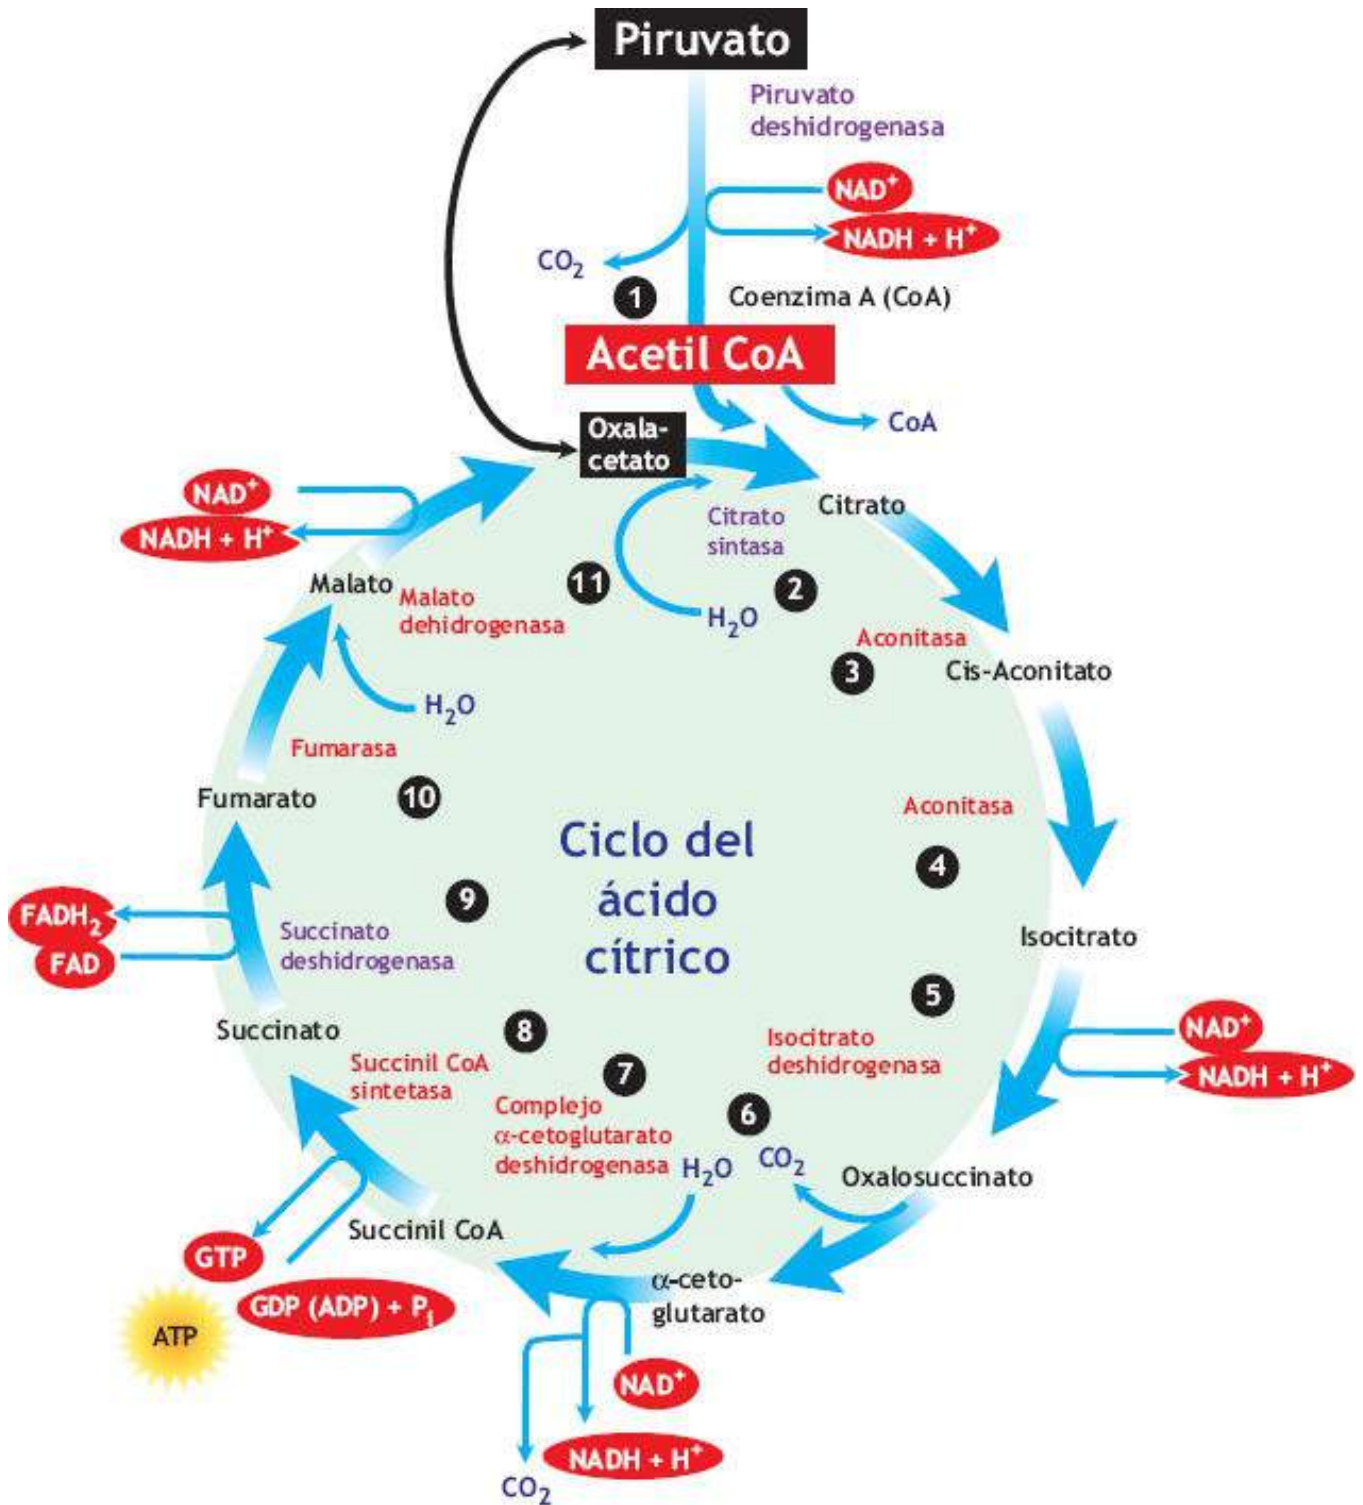 Piruvato
Piruvato
deshidrogenasa
NAD⁺
NADH + H⁺
CO₂
1
Coenzima A (CoA)
Acetil CoA
CoA
Oxala-
cetato
Citrato
Citrato
sintasa
2
H₂O
11
NAD⁺
NADH + H⁺
Malato
Malato
dehidrogenasa
Aconitasa
3
Cis-Aconitato
H₂O
Fumarasa
10
Fumarato
Aconitasa
4
Ciclo del
ácido
cítrico
9
FADH₂
FAD
Succinato
deshidrogenasa
Isocitrato
5
Isocitrato
deshidrogenasa
NAD⁺
NADH + H⁺
Succinato
8
Succinil CoA
sintetasa
7
Complejo
α-cetoglutarato
deshidrogenasa
6
H₂O
CO₂
Oxalosuccinato
Succinil CoA
GTP
GDP (ADP) + Pᵢ
ATP
α-ceto-
glutarato
NAD⁺
NADH + H⁺
CO₂